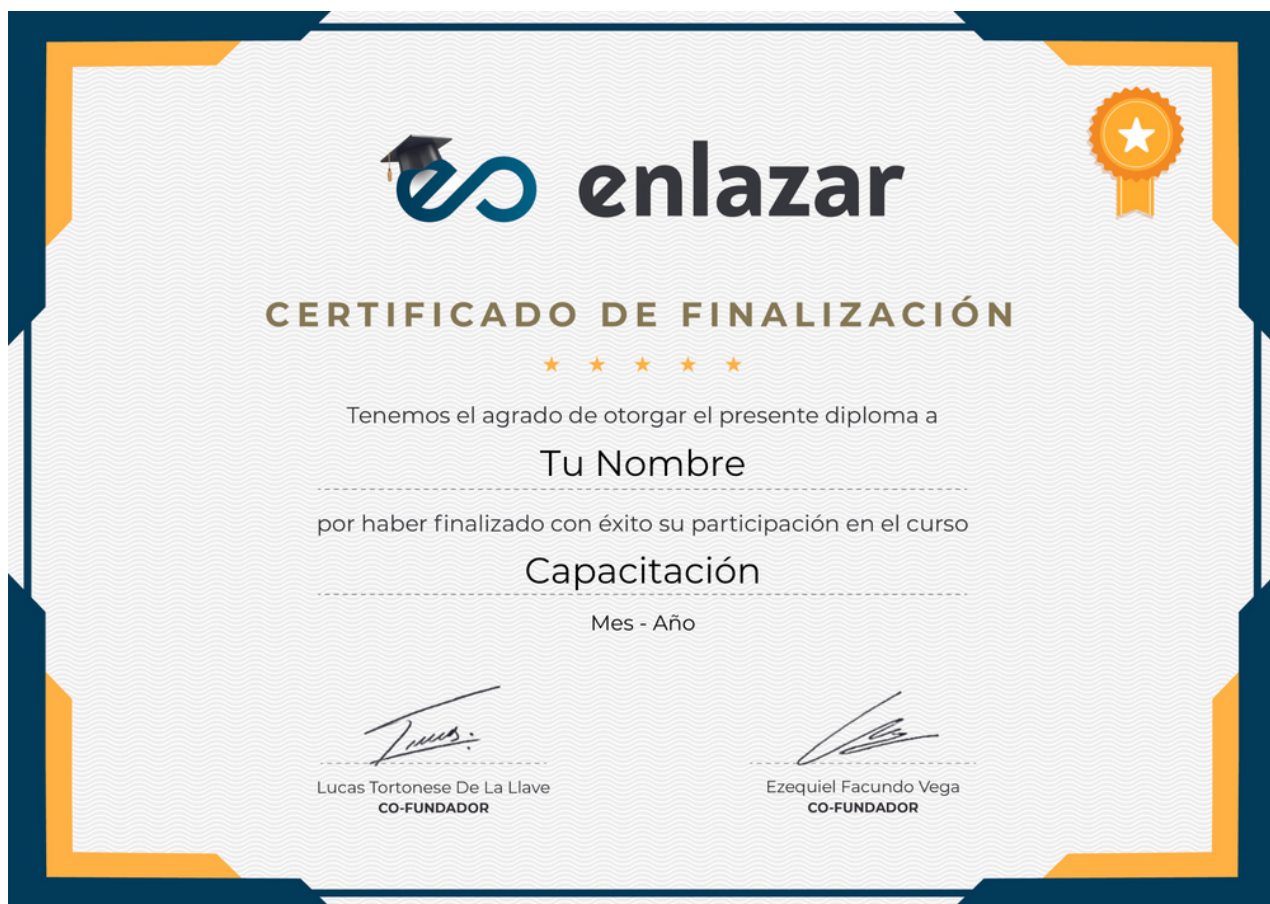 enlazar
CERTIFICADO DE FINALIZACIÓN
Tenemos el agrado de otorgar el presente diploma a
Tu Nombre
por haber finalizado con éxito su participación en el curso
Capacitación
Mes - Año
Lucas Tortonese De La Llave
CO-FUNDADOR
Ezequiel Facundo Vega
CO-FUNDADOR